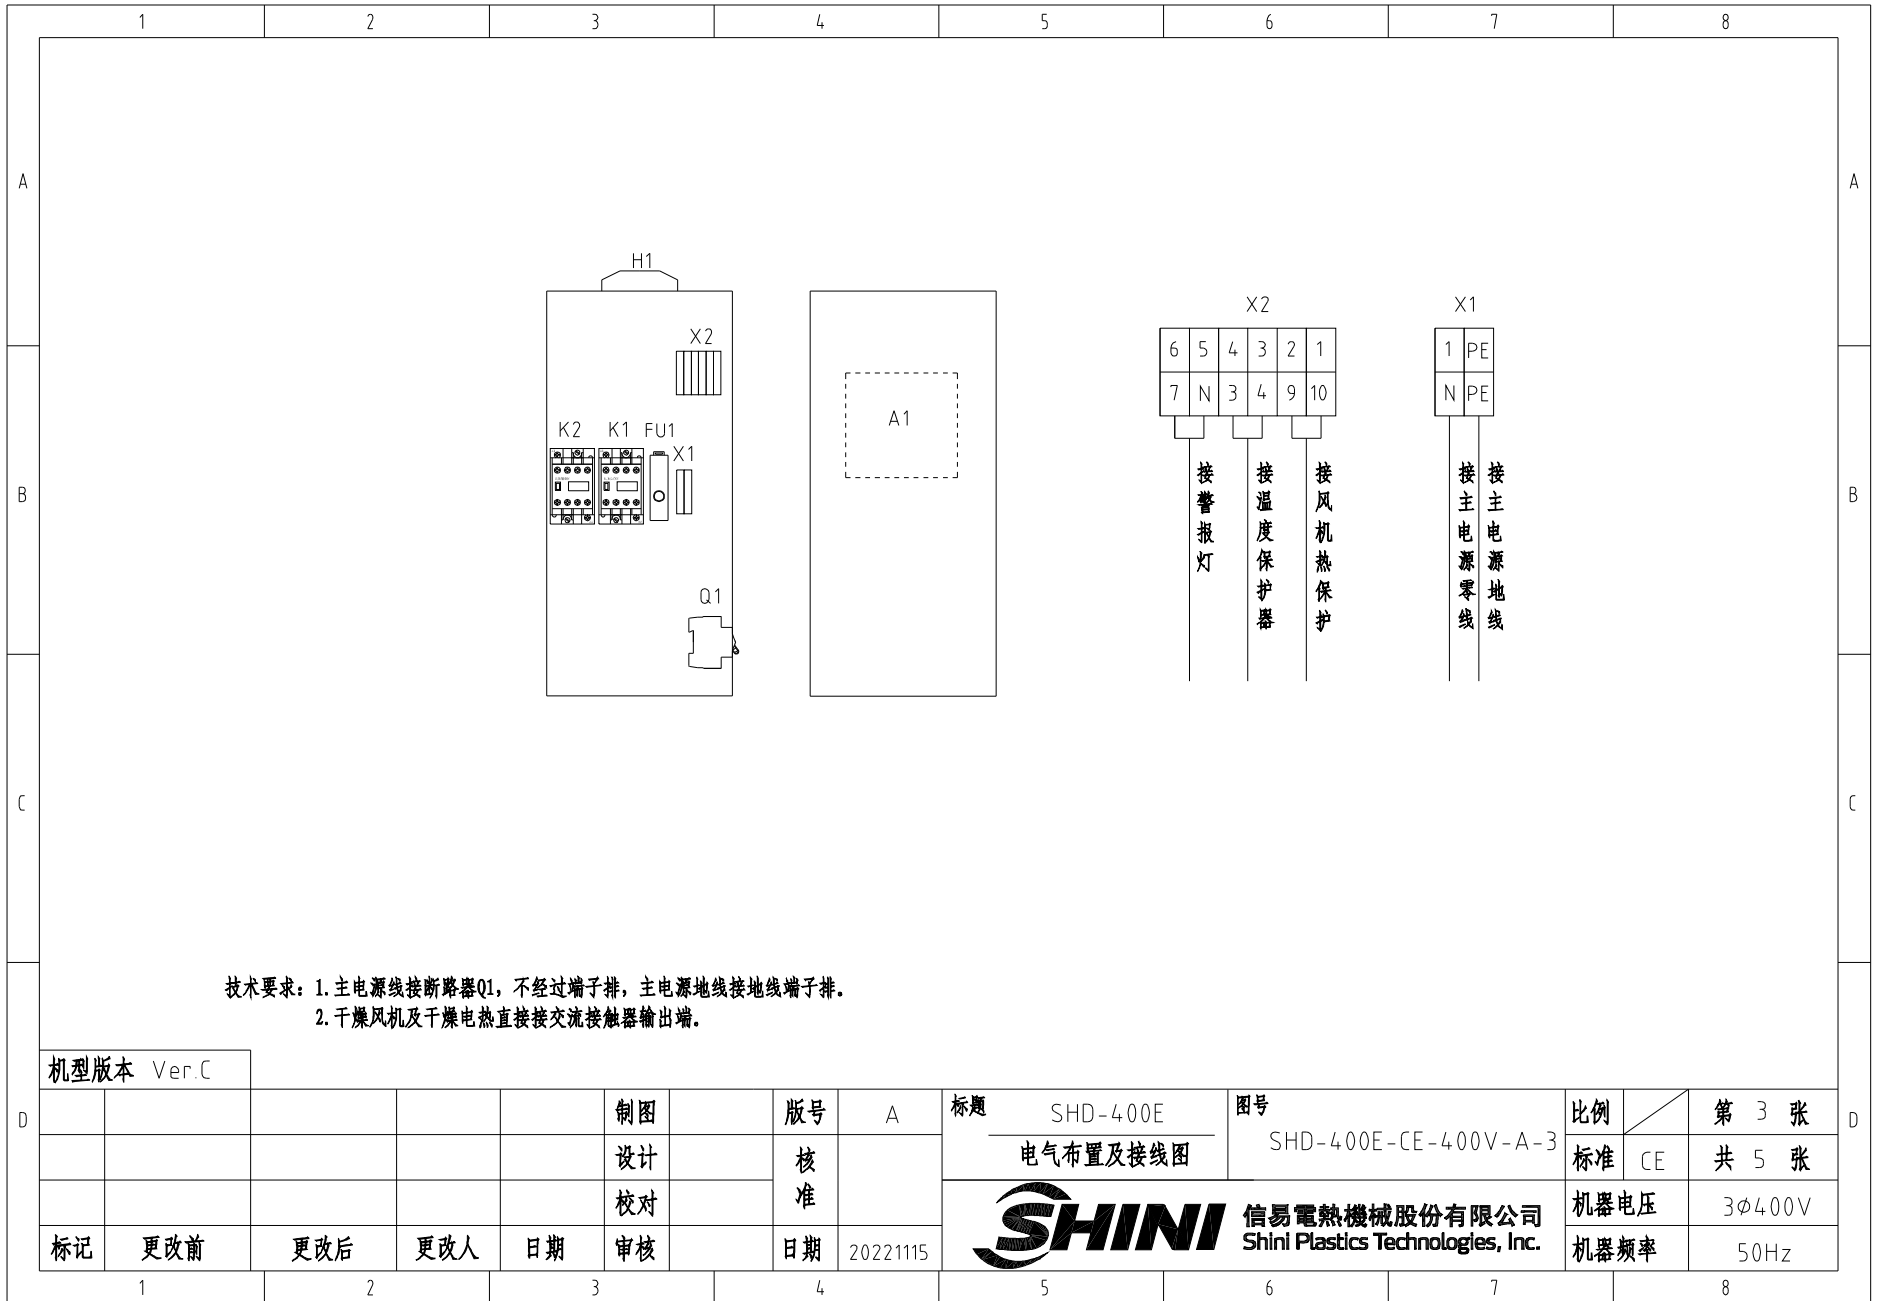 1 2 3 4 5 6 7 8
A A
H1
X2 X1
X2
6 5 4 3 2 1
1 PE
7 N 3 4 9 10
N PE
A1
K2 K1 FU1
X1
接警报灯
接温度保护器
接风机热保护
接主电源零线
接主电源地线
B B
Q1
C C
技术要求：1.主电源线接断路器Q1，不经过端子排，主电源地线接地线端子排。
2.干燥风机及干燥电热直接接交流接触器输出端。
机型版本 Ver.C
D D
制图 版号 A
标题 SHD-400E
图号
比例 第 3 张
设计 核准
电气布置及接线图
SHD-400E-CE-400V-A-3
标准 CE 共 5 张
校对
SHINI
信易電熱機械股份有限公司
机器电压 3Φ400V
标记 更改前 更改后 更改人 日期 审核 日期 20221115
Shini Plastics Technologies, Inc.
机器频率 50Hz
1 2 3 4 5 6 7 8